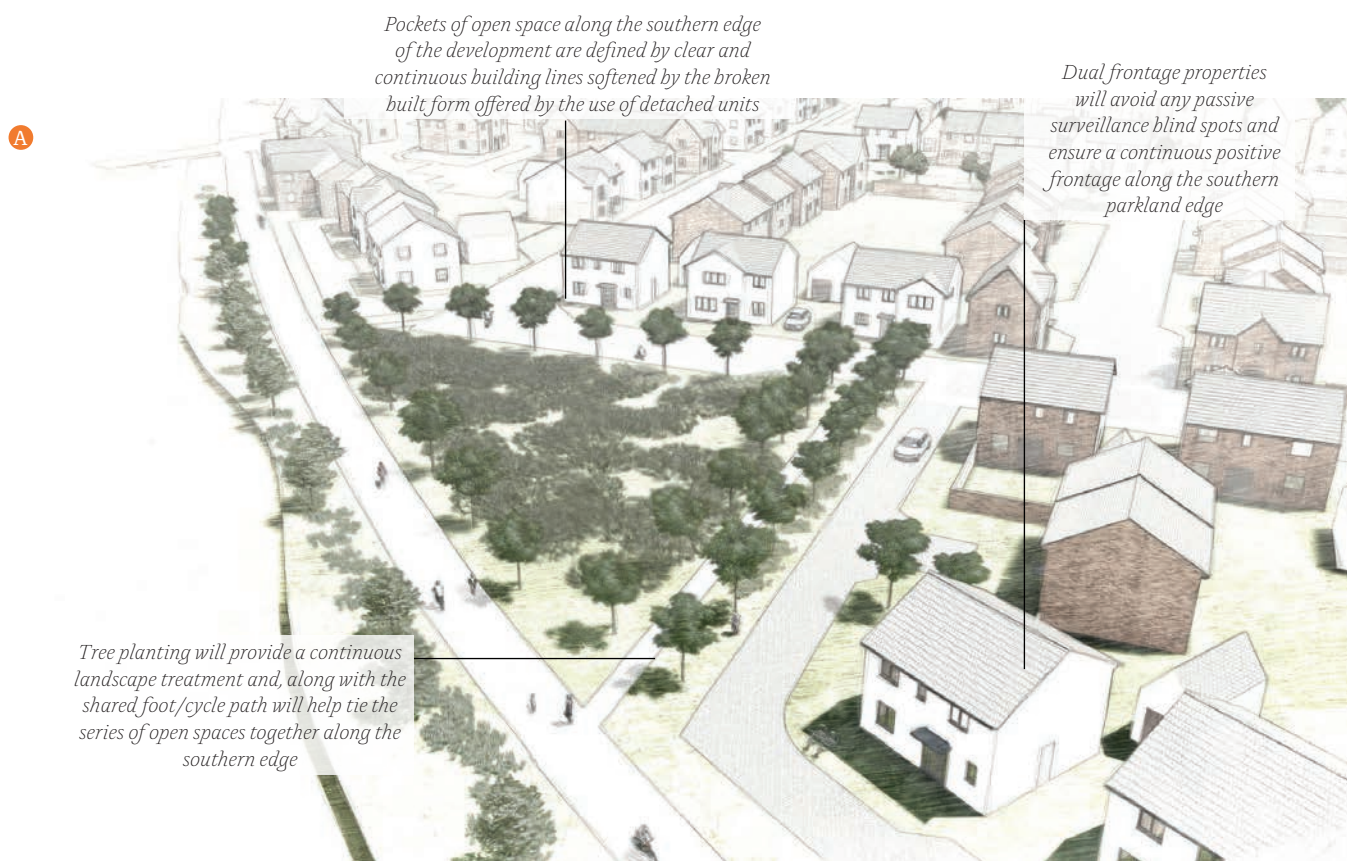 Pockets of open space along the southern edge
of the development are defined by clear and
continuous building lines softened by the broken
built form offered by the use of detached units
Dual frontage properties
will avoid any passive
surveillance blind spots and
ensure a continuous positive
frontage along the southern
parkland edge
A
Tree planting will provide a continuous
landscape treatment and, along with the
shared foot/cycle path will help tie the
series of open spaces together along the
southern edge